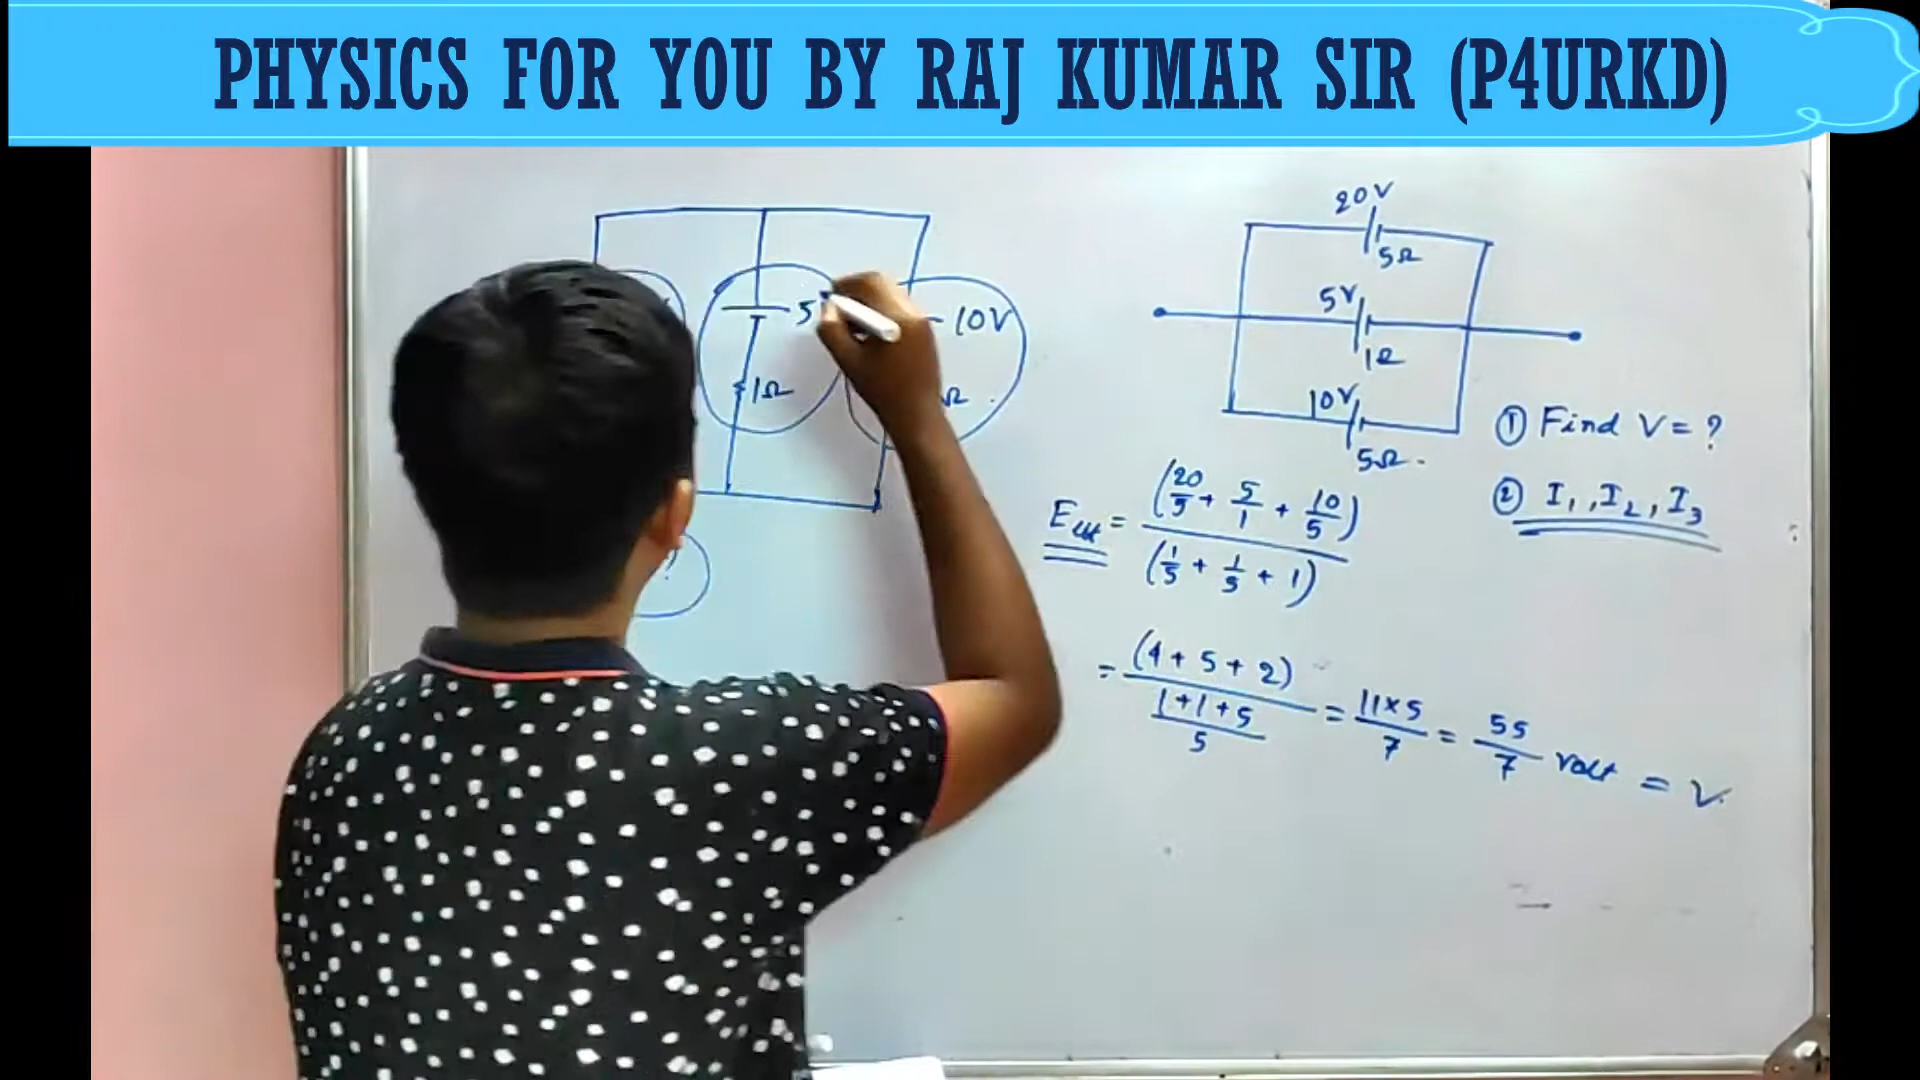 PHYSICS FOR YOU BY RAJ KUMAR SIR (P4URKD)
5
10V
1Ω
Ω
?
20V
5Ω
5V
1Ω
10V
5Ω
① Find V = ?
② I₁, I₂, I₃
= (20/5 + 5/1 + 10/5) / (1/5 + 1/5 + 1)
= (4 + 5 + 2) / ((1 + 1 + 5)/5) = 11×5/7 = 55/7 volt = V